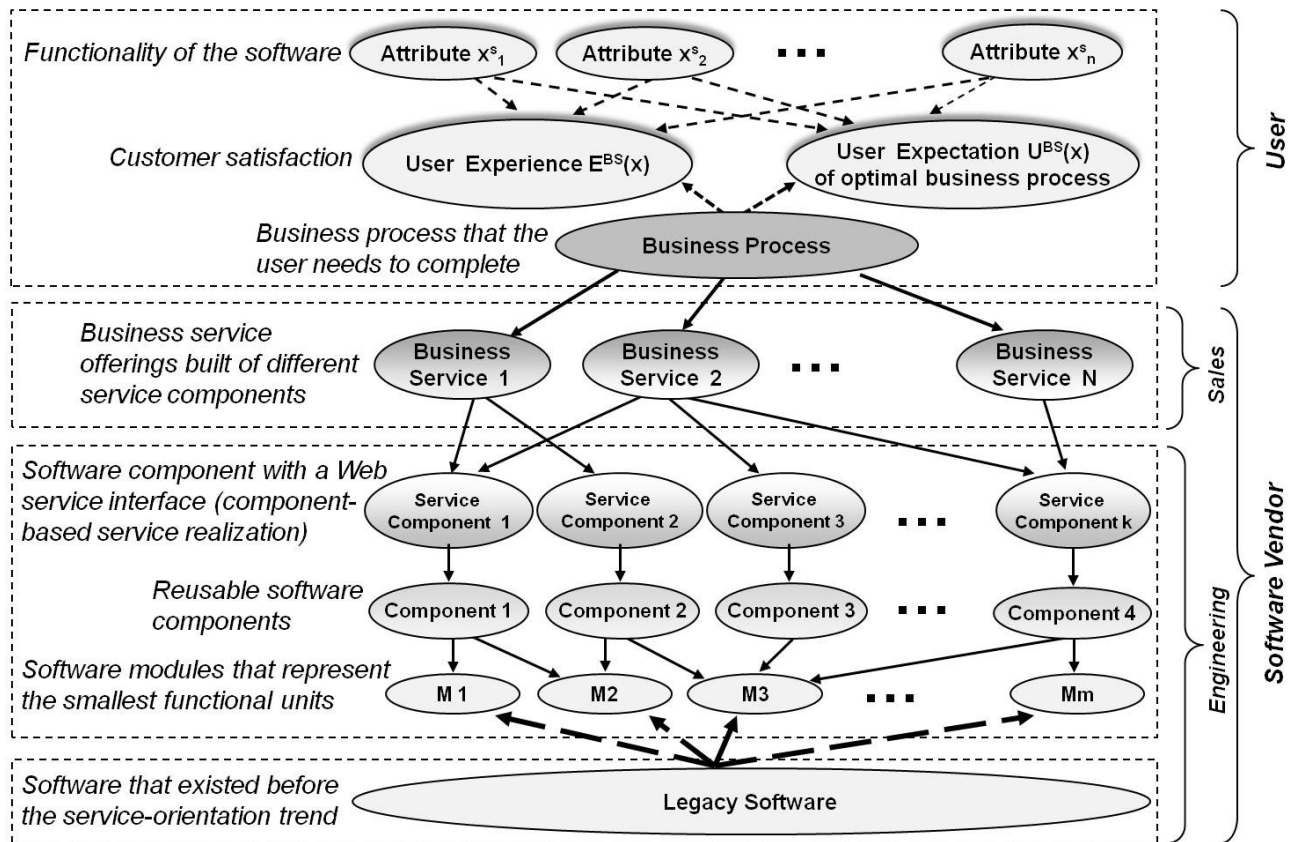 Functionality of the software
Attribute xˢ₁
Attribute xˢ₂
...
Attribute xˢₙ
Customer satisfaction
User Experience Eᴮˢ(x)
User Expectation Uᴮˢ(x)
of optimal business process
User
Business process that the
user needs to complete
Business Process
Business service
offerings built of different
service components
Business
Service 1
Business
Service 2
...
Business
Service N
Sales
Software component with a Web
service interface (component-
based service realization)
Service
Component 1
Service
Component 2
Service
Component 3
...
Service
Component k
Reusable software
components
Component 1
Component 2
Component 3
...
Component 4
Software modules that represent
the smallest functional units
M 1
M2
M3
...
Mm
Engineering
Software Vendor
Software that existed before
the service-orientation trend
Legacy Software